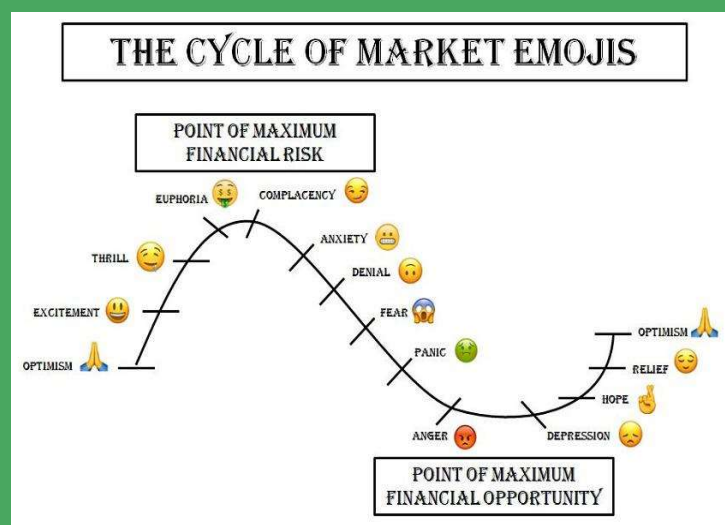 THE CYCLE OF MARKET EMOJIS
POINT OF MAXIMUM
FINANCIAL RISK
EUPHORIA
COMPLACENCY
THRILL
ANXIETY
DENIAL
EXCITEMENT
FEAR
OPTIMISM
PANIC
OPTIMISM
RELIEF
HOPE
ANGER
DEPRESSION
POINT OF MAXIMUM
FINANCIAL OPPORTUNITY